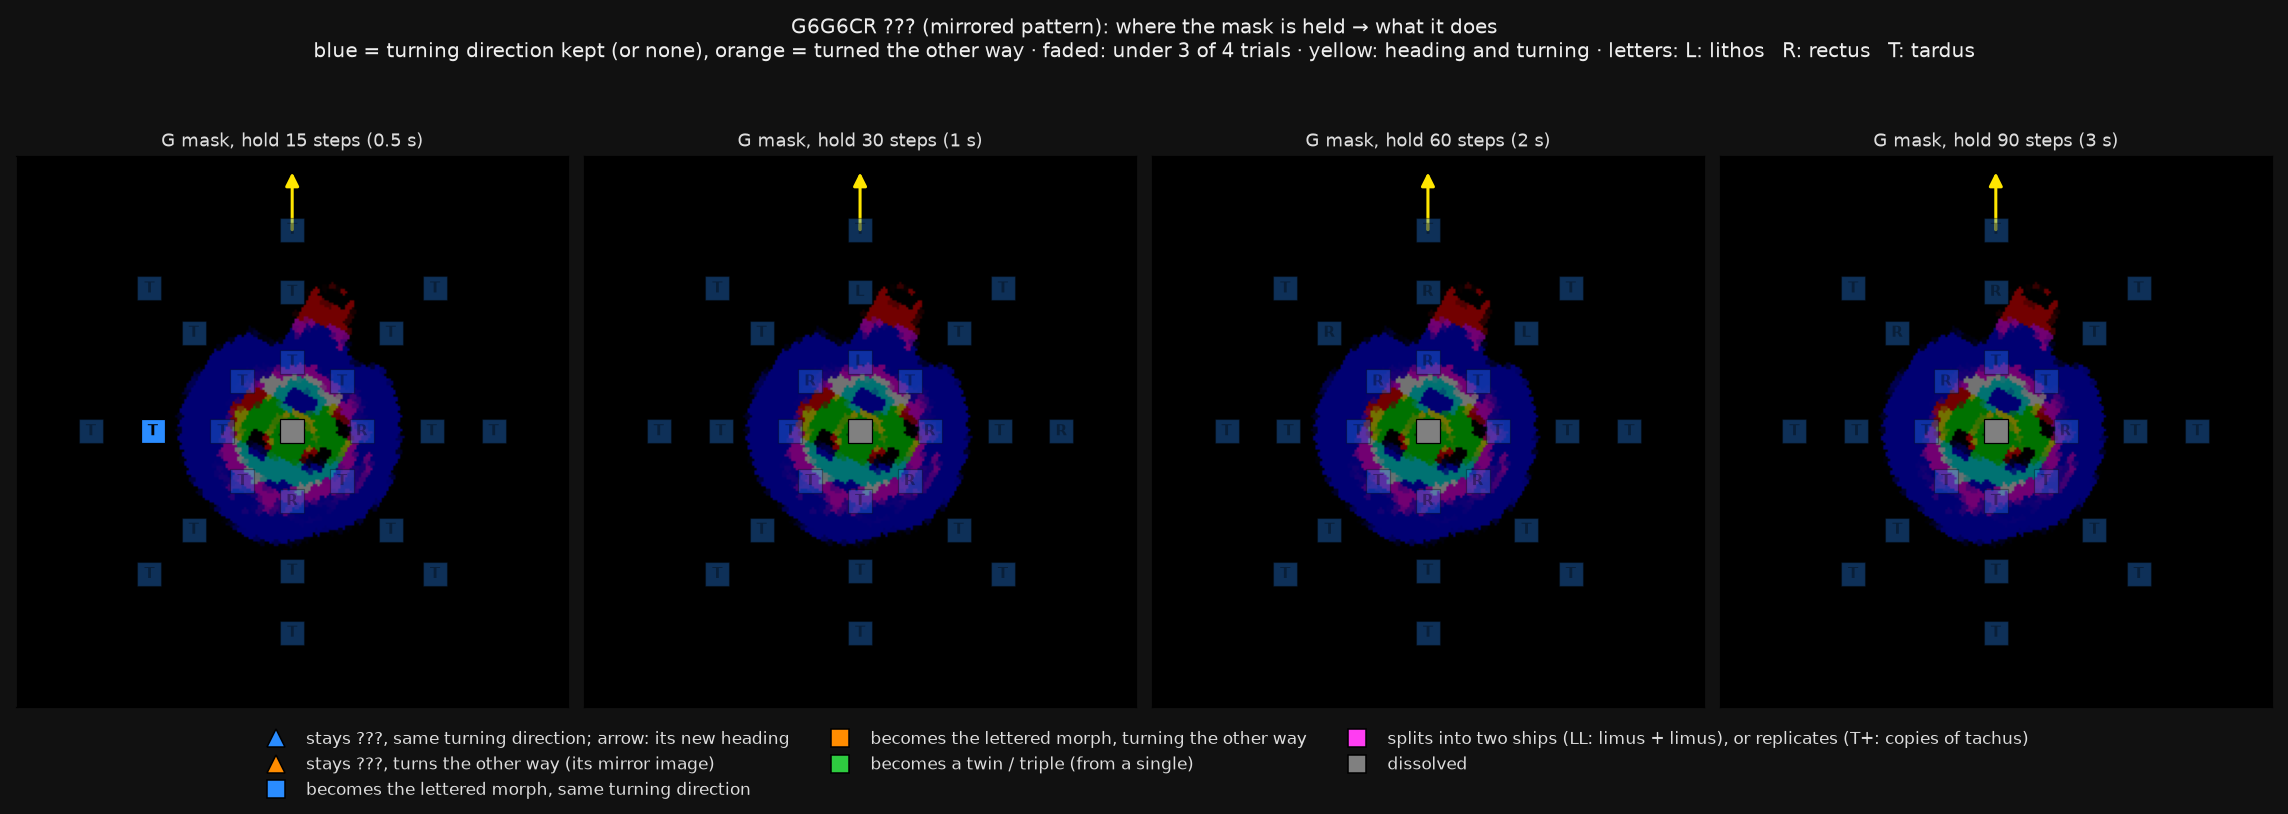 G6G6CR ??? (mirrored pattern): where the mask is held → what it does
blue = turning direction kept (or none), orange = turned the other way · faded: under 3 of 4 trials · yellow: heading and turning · letters: L: lithos   R: rectus   T: tardus
G mask, hold 15 steps (0.5 s)
G mask, hold 30 steps (1 s)
G mask, hold 60 steps (2 s)
G mask, hold 90 steps (3 s)
T T
T
T T
T
T T
T T T R T T
T T
R
T T
T
T T
T
T T
L
T T
L
R T
T T T R T R
T R
T
T T
T
T T
T
T T
R
R L
R
R T
T T T T T T
T R
R
T T
T
T T
T
T T
R
R T
T
R T
T T T R T T
T T
T
T T
T
T T
T
stays ???, same turning direction; arrow: its new heading
stays ???, turns the other way (its mirror image)
becomes the lettered morph, same turning direction
becomes the lettered morph, turning the other way
becomes a twin / triple (from a single)
splits into two ships (LL: limus + limus), or replicates (T+: copies of tachus)
dissolved